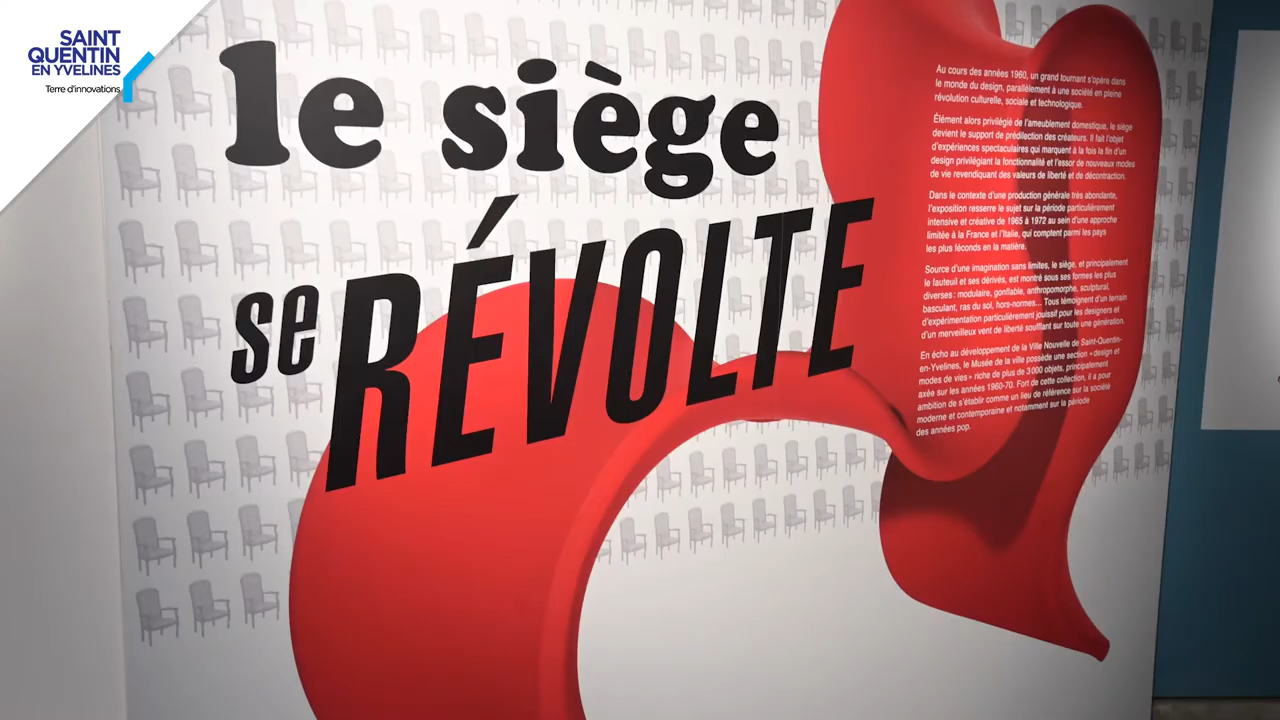 SAINT
QUENTIN
EN YVELINES
Terre d'innovations
le siège
se RÉVOLTE
Au cours des années 1960, un grand tournant s'opère dans
le monde du design, parallèlement à une société en pleine
révolution culturelle, sociale et technologique.
Élément alors privilégié de l'ameublement domestique, le siège
devient le support de prédilection des créateurs. Il fait l'objet
d'expériences spectaculaires qui marquent à la fois la fin d'un
design privilégiant la fonctionnalité et l'essor de nouveaux modes
de vie revendiquant des valeurs de liberté et de décontraction.
Dans le contexte d'une production générale très abondante,
l'exposition resserre le sujet sur la période particulièrement
intensive et créative de 1965 à 1972 au sein d'une approche
limitée à la France et l'Italie, qui comptent parmi les pays
les plus féconds en la matière.
Source d'une imagination sans limites, le siège, et principalement
le fauteuil et ses dérivés, est montré sous ses formes les plus
diverses : modulaire, gonflable, anthropomorphe, sculptural,
basculant, ras du sol, hors-normes... Tous témoignent d'un terrain
d'expérimentation particulièrement jouissif pour les designers et
d'un merveilleux vent de liberté soufflant sur toute une génération.
En écho au développement de la Ville Nouvelle de Saint-Quentin-
en-Yvelines, le Musée de la ville possède une section « design et
modes de vies » riche de plus de 3 000 objets, principalement
axée sur les années 1960-70. Fort de cette collection, il a pour
ambition de s'établir comme un lieu de référence sur la société
moderne et contemporaine et notamment sur la période
des années pop.